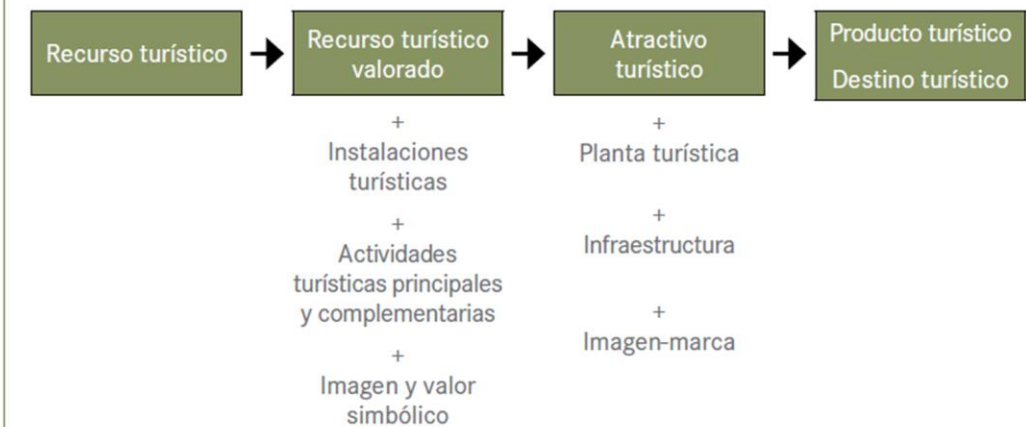 Recurso turístico
Recurso turístico
valorado
Atractivo
turístico
Producto turístico
Destino turístico
+
Instalaciones
turísticas
+
Actividades
turísticas principales
y complementarias
+
Imagen y valor
simbólico
+
Planta turística
+
Infraestructura
+
Imagen-marca